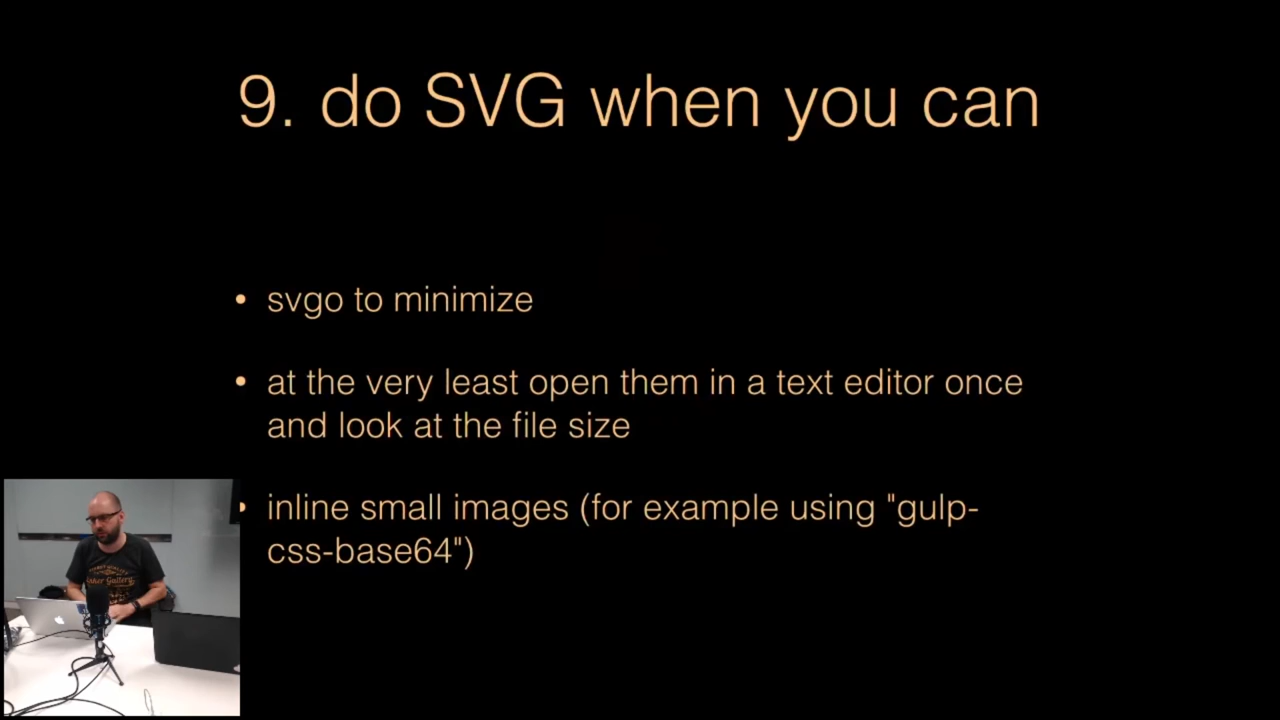 9. do SVG when you can
• svgo to minimize
• at the very least open them in a text editor once
and look at the file size
• inline small images (for example using "gulp-
css-base64")